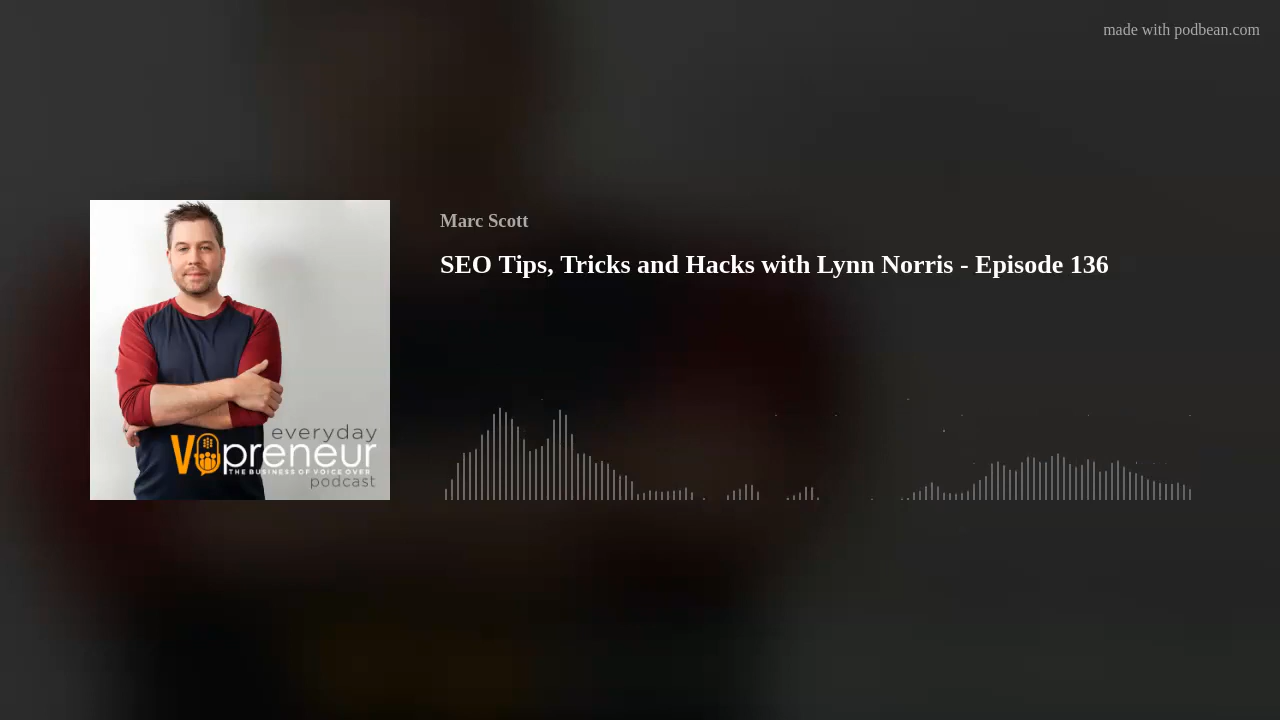 made with podbean.com
Marc Scott
SEO Tips, Tricks and Hacks with Lynn Norris - Episode 136
everyday
VOpreneur
THE BUSINESS OF VOICE OVER
podcast